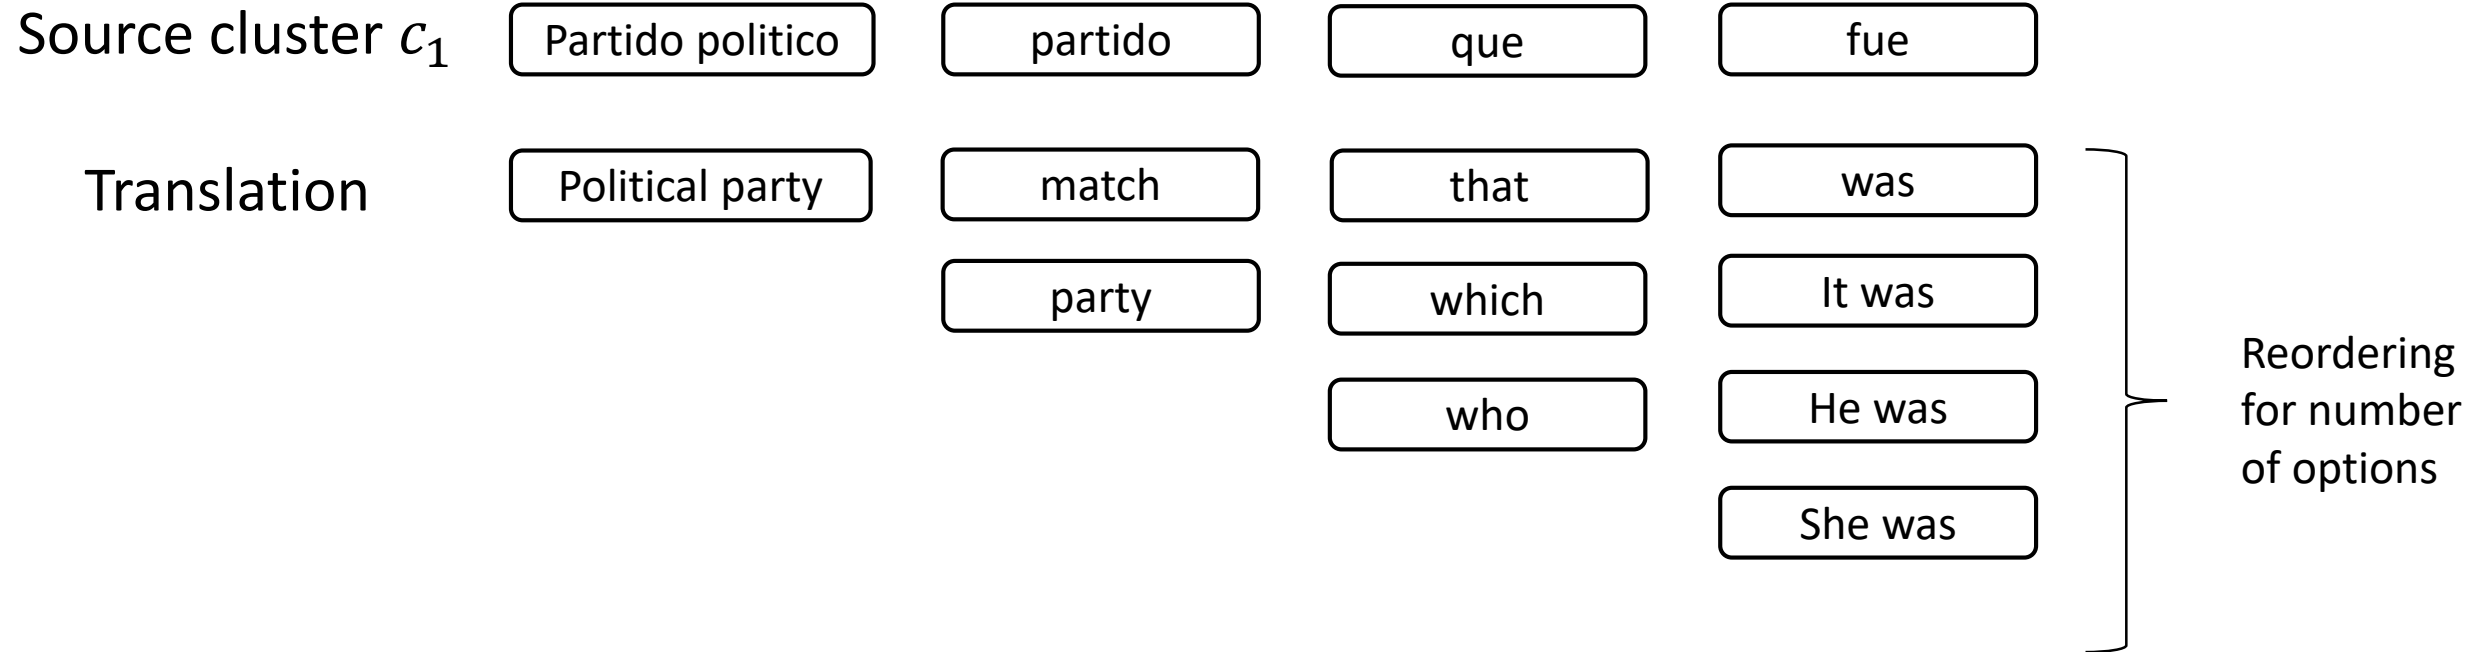 Source cluster c₁ Partido politico partido que fue
Translation Political party match that was
party which It was
who He was
She was
Reordering
for number
of options